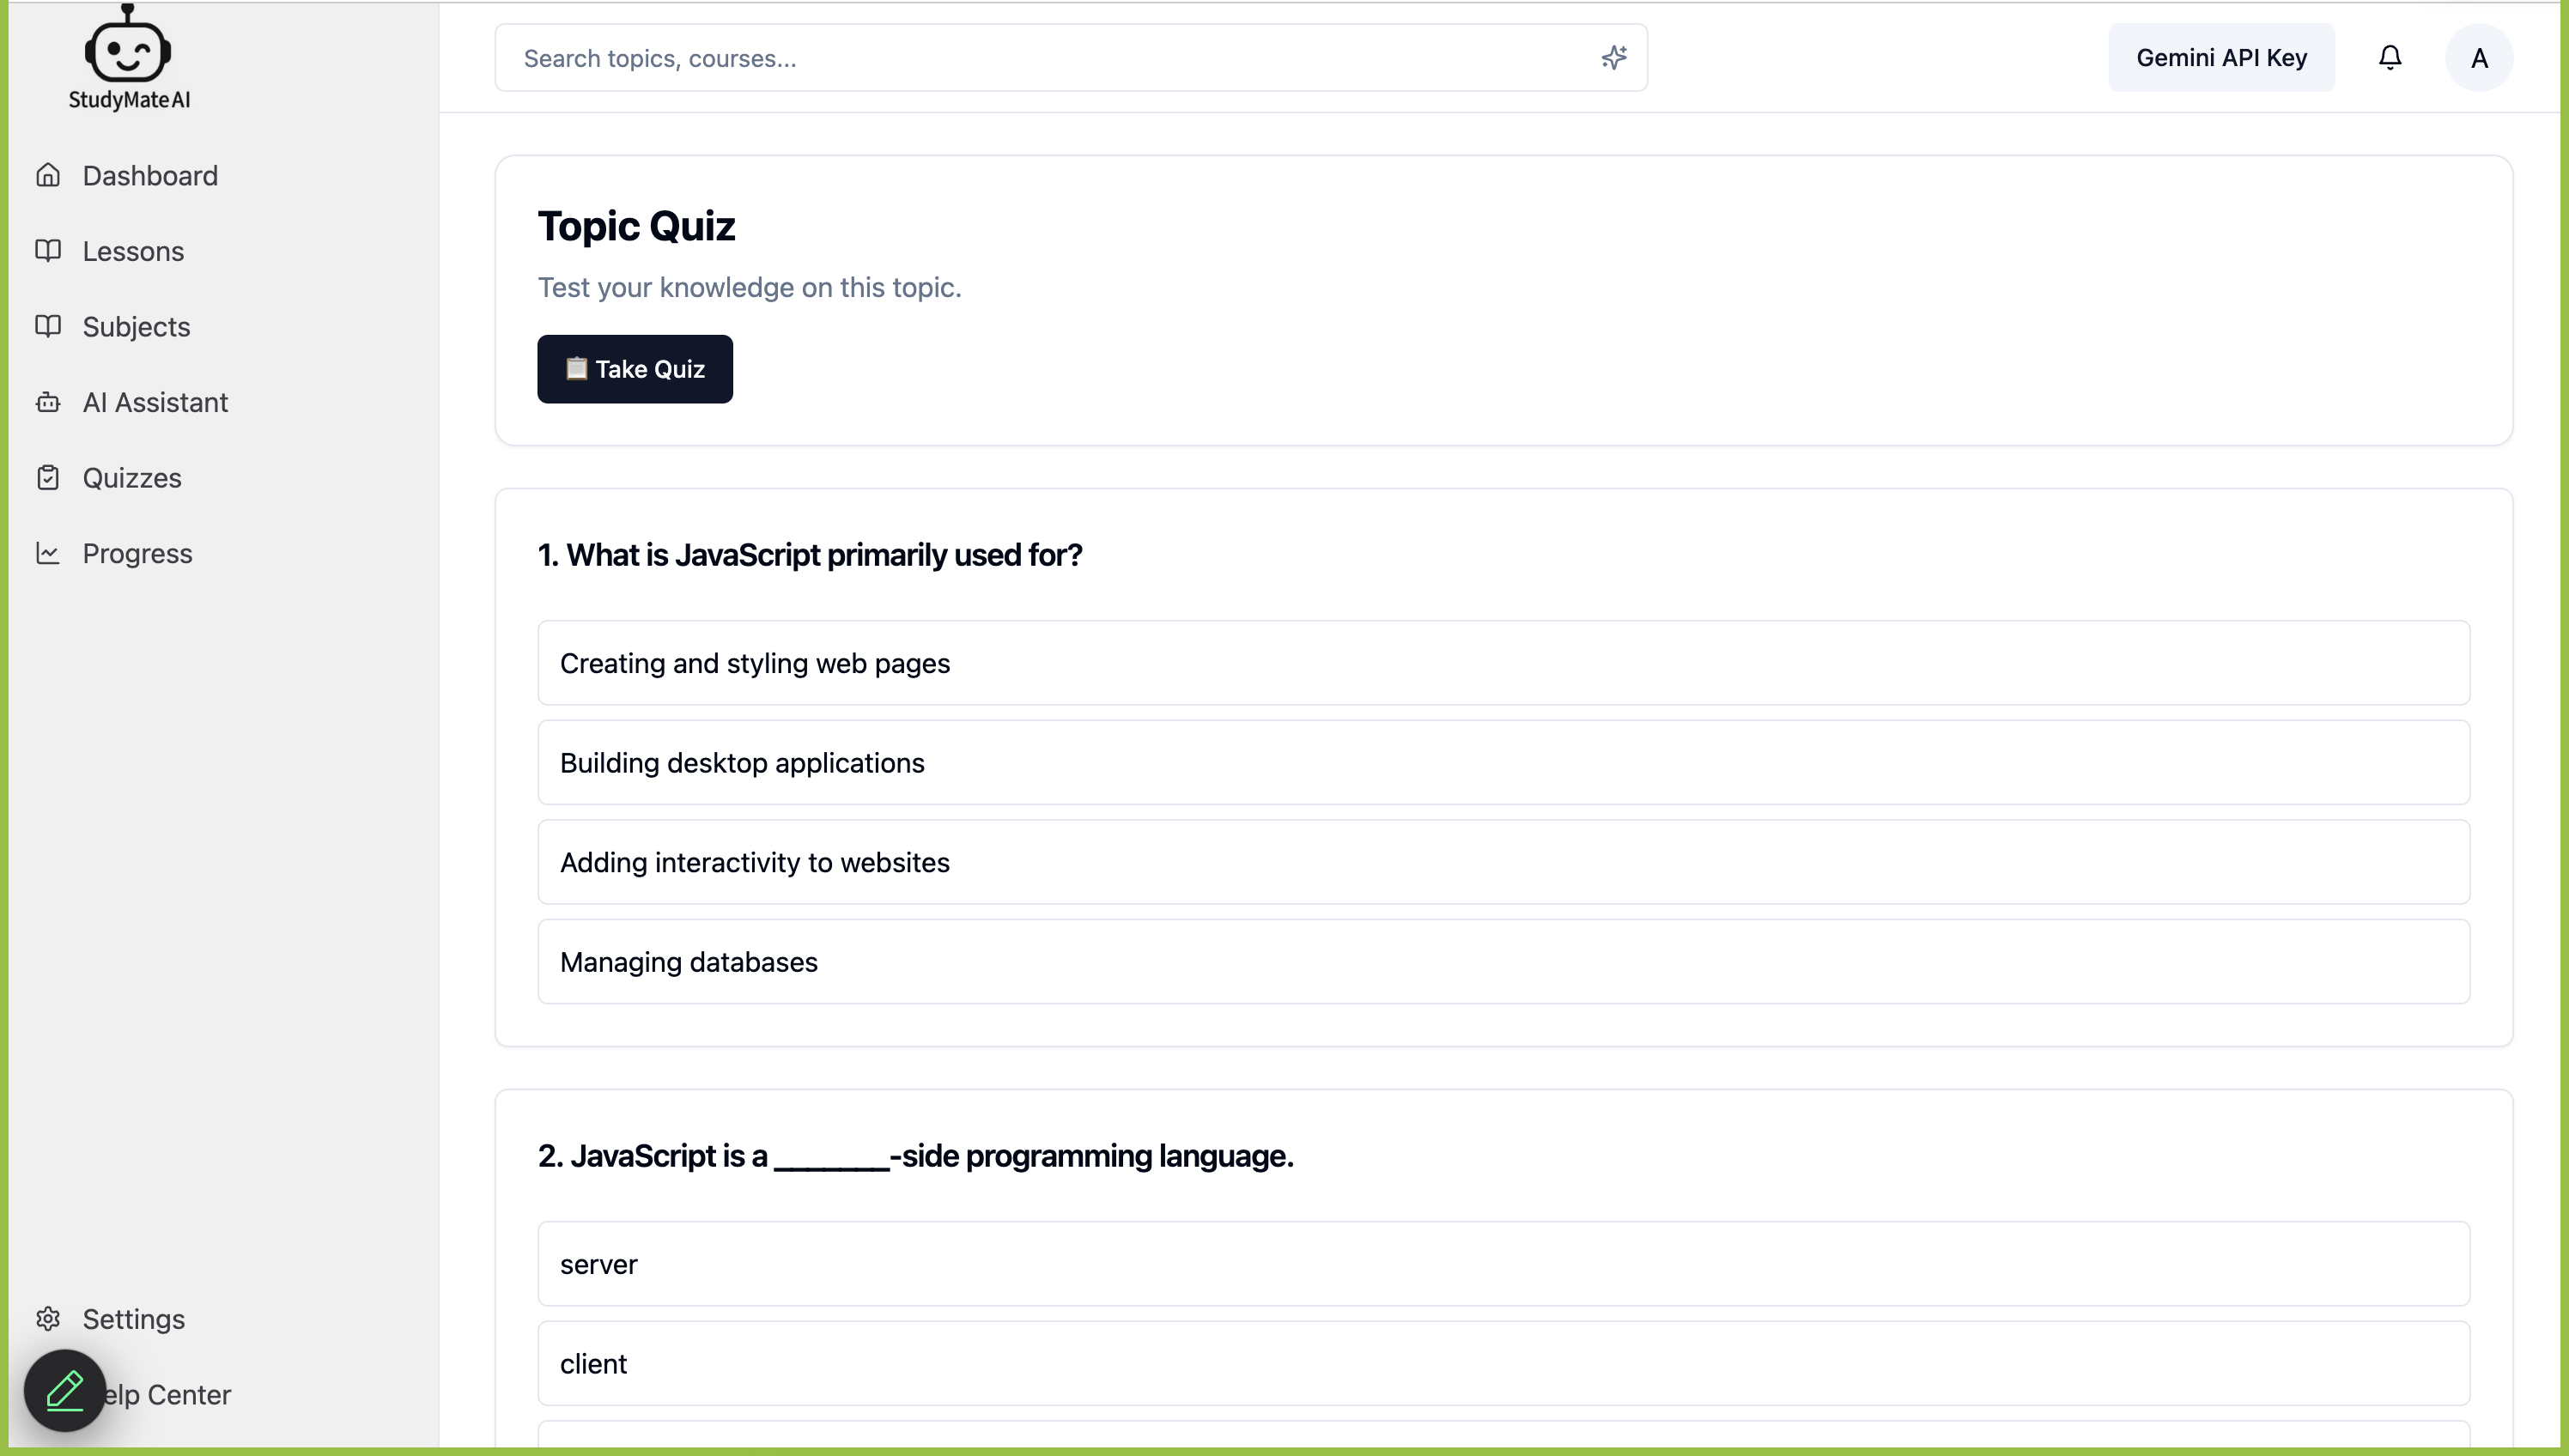 StudyMate AI
Dashboard
Lessons
Subjects
AI Assistant
Quizzes
Progress
Settings
elp Center
Search topics, courses...
Gemini API Key
A
Topic Quiz
Test your knowledge on this topic.
📋 Take Quiz
1. What is JavaScript primarily used for?
Creating and styling web pages
Building desktop applications
Adding interactivity to websites
Managing databases
2. JavaScript is a _______-side programming language.
server
client